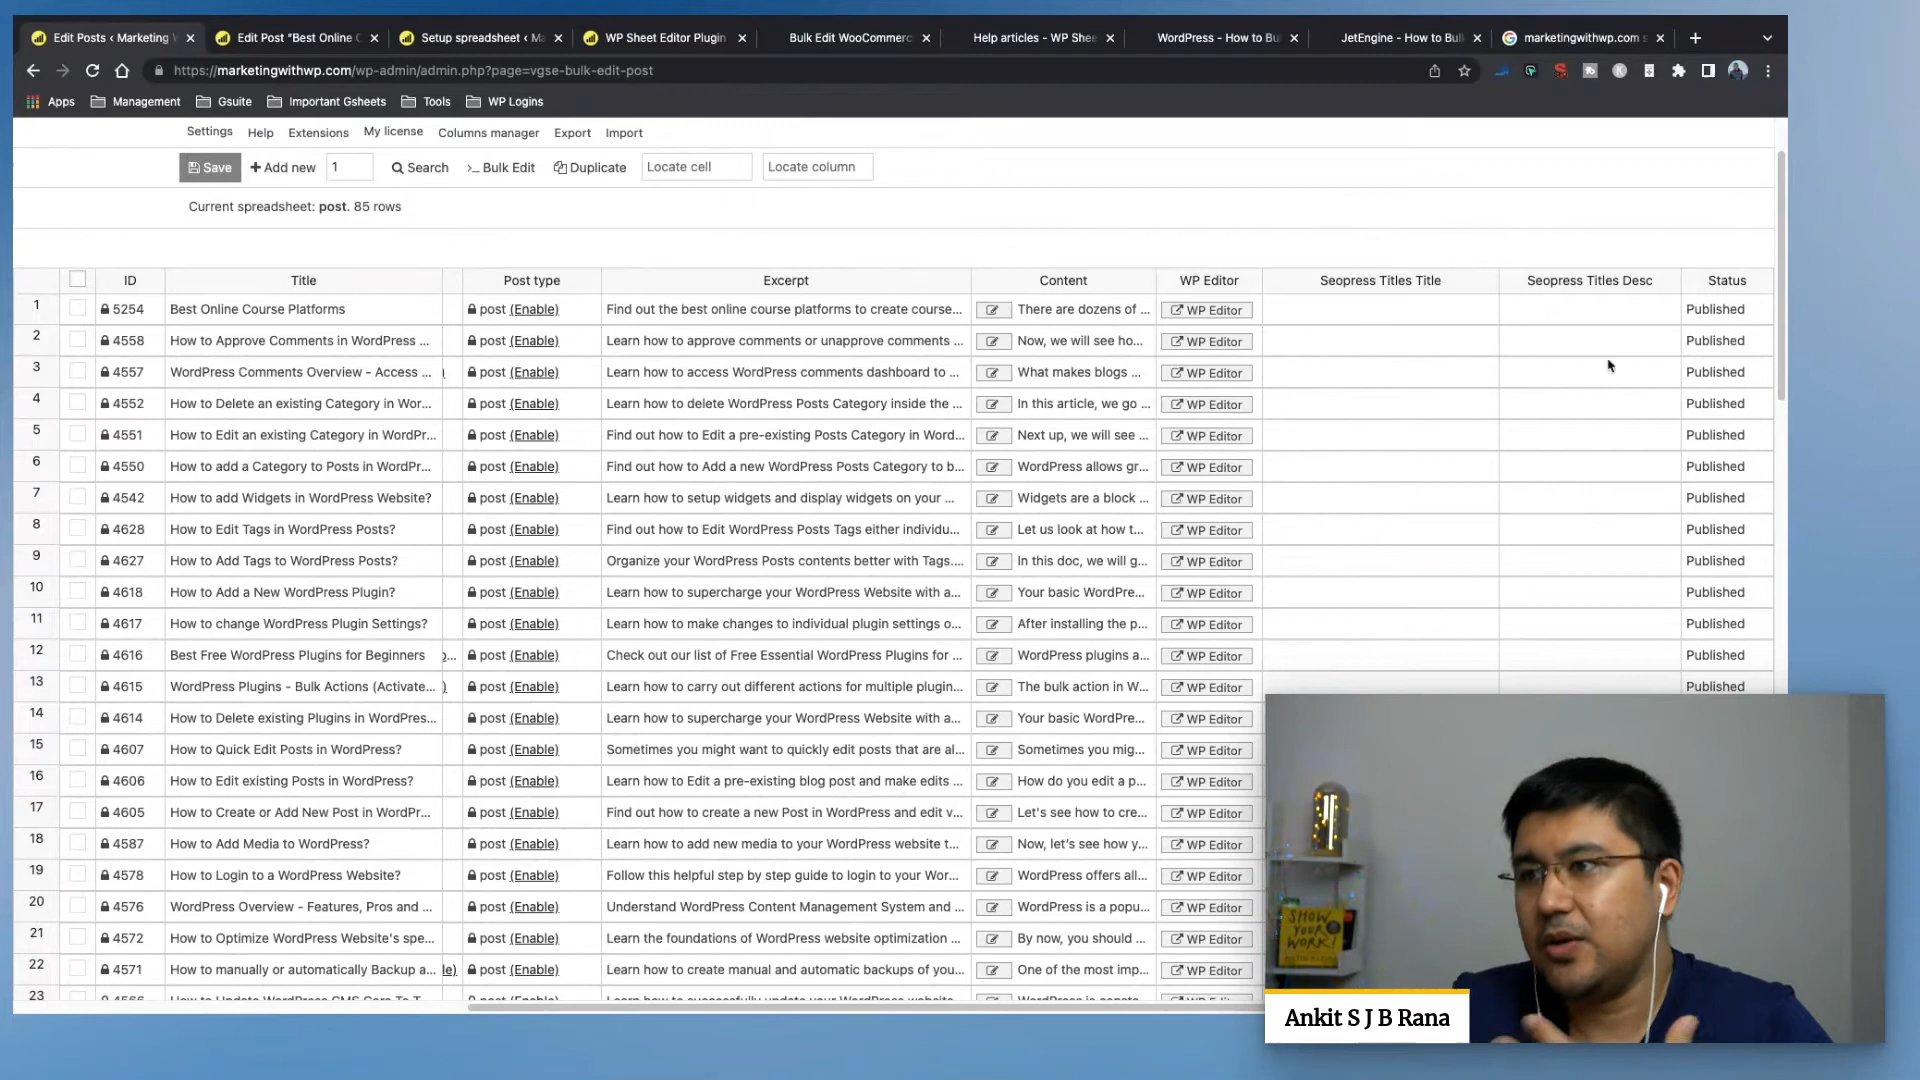 Edit Posts ‹ Marketing W
Edit Post "Best Online C
Setup spreadsheet ‹ Ma
WP Sheet Editor Plugin
Bulk Edit WooCommerc
Help articles - WP Shee
WordPress - How to Bul
JetEngine - How to Bulk
marketingwithwp.com s
https://marketingwithwp.com/wp-admin/admin.php?page=vgse-bulk-edit-post
Apps Management Gsuite Important Gsheets Tools WP Logins
Settings Help Extensions My license Columns manager Export Import
Save Add new 1 Search Bulk Edit Duplicate Locate cell Locate column
Current spreadsheet: post. 85 rows
ID Title Post type Excerpt Content WP Editor Seopress Titles Title Seopress Titles Desc Status
1 5254 Best Online Course Platforms post (Enable) Find out the best online course platforms to create course... There are dozens of ... WP Editor Published
2 4558 How to Approve Comments in WordPress ... post (Enable) Learn how to approve comments or unapprove comments ... Now, we will see ho... WP Editor Published
3 4557 WordPress Comments Overview - Access ... ) post (Enable) Learn how to access WordPress comments dashboard to ... What makes blogs ... WP Editor Published
4 4552 How to Delete an existing Category in Wor... post (Enable) Learn how to delete WordPress Posts Category inside the ... In this article, we go ... WP Editor Published
5 4551 How to Edit an existing Category in WordPr... post (Enable) Find out how to Edit a pre-existing Posts Category in Word... Next up, we will see ... WP Editor Published
6 4550 How to add a Category to Posts in WordPr... post (Enable) Find out how to Add a new WordPress Posts Category to b... WordPress allows gr... WP Editor Published
7 4542 How to add Widgets in WordPress Website? post (Enable) Learn how to setup widgets and display widgets on your ... Widgets are a block ... WP Editor Published
8 4628 How to Edit Tags in WordPress Posts? post (Enable) Find out how to Edit WordPress Posts Tags either individu... Let us look at how t... WP Editor Published
9 4627 How to Add Tags to WordPress Posts? post (Enable) Organize your WordPress Posts contents better with Tags.... In this doc, we will g... WP Editor Published
10 4618 How to Add a New WordPress Plugin? post (Enable) Learn how to supercharge your WordPress Website with a... Your basic WordPre... WP Editor Published
11 4617 How to change WordPress Plugin Settings? post (Enable) Learn how to make changes to individual plugin settings o... After installing the p... WP Editor Published
12 4616 Best Free WordPress Plugins for Beginners post (Enable) Check out our list of Free Essential WordPress Plugins for ... WordPress plugins a... WP Editor Published
13 4615 WordPress Plugins - Bulk Actions (Activate... ) post (Enable) Learn how to carry out different actions for multiple plugin... The bulk action in W... WP Editor Published
14 4614 How to Delete existing Plugins in WordPres... post (Enable) Learn how to supercharge your WordPress Website with a... Your basic WordPre... WP Editor
15 4607 How to Quick Edit Posts in WordPress? post (Enable) Sometimes you might want to quickly edit posts that are al... Sometimes you mig... WP Editor
16 4606 How to Edit existing Posts in WordPress? post (Enable) Learn how to Edit a pre-existing blog post and make edits ... How do you edit a p... WP Editor
17 4605 How to Create or Add New Post in WordPr... post (Enable) Find out how to create a new Post in WordPress and edit v... Let's see how to cre... WP Editor
18 4587 How to Add Media to WordPress? post (Enable) Learn how to add new media to your WordPress website t... Now, let's see how y... WP Editor
19 4578 How to Login to a WordPress Website? post (Enable) Follow this helpful step by step guide to login to your Wor... WordPress offers all... WP Editor
20 4576 WordPress Overview - Features, Pros and ... post (Enable) Understand WordPress Content Management System and ... WordPress is a popu... WP Editor
21 4572 How to Optimize WordPress Website's spe... post (Enable) Learn the foundations of WordPress website optimization ... By now, you should ... WP Editor
22 4571 How to manually or automatically Backup a... le) post (Enable) Learn how to create manual and automatic backups of you... One of the most imp... WP Editor
23
SHOW YOUR WORK!
Ankit S J B Rana